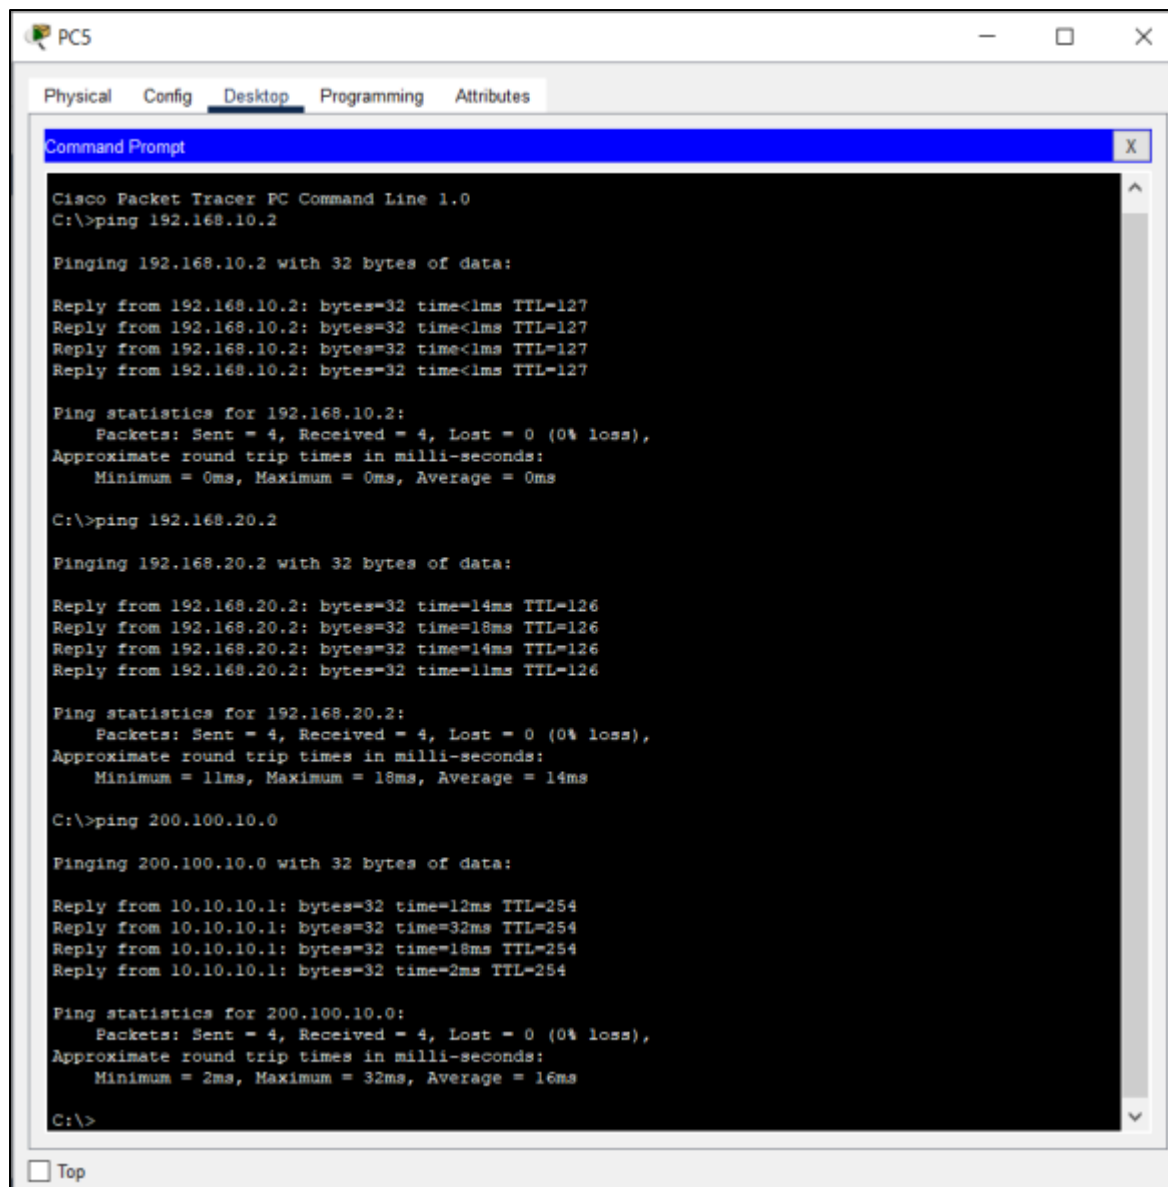 PC5
Physical Config Desktop Programming Attributes
Command Prompt
X
Cisco Packet Tracer PC Command Line 1.0
C:\>ping 192.168.10.2
Pinging 192.168.10.2 with 32 bytes of data:
Reply from 192.168.10.2: bytes=32 time<1ms TTL=127
Reply from 192.168.10.2: bytes=32 time<1ms TTL=127
Reply from 192.168.10.2: bytes=32 time<1ms TTL=127
Reply from 192.168.10.2: bytes=32 time<1ms TTL=127
Ping statistics for 192.168.10.2:
Packets: Sent = 4, Received = 4, Lost = 0 (0% loss),
Approximate round trip times in milli-seconds:
Minimum = 0ms, Maximum = 0ms, Average = 0ms
C:\>ping 192.168.20.2
Pinging 192.168.20.2 with 32 bytes of data:
Reply from 192.168.20.2: bytes=32 time=14ms TTL=126
Reply from 192.168.20.2: bytes=32 time=18ms TTL=126
Reply from 192.168.20.2: bytes=32 time=14ms TTL=126
Reply from 192.168.20.2: bytes=32 time=11ms TTL=126
Ping statistics for 192.168.20.2:
Packets: Sent = 4, Received = 4, Lost = 0 (0% loss),
Approximate round trip times in milli-seconds:
Minimum = 11ms, Maximum = 18ms, Average = 14ms
C:\>ping 200.100.10.0
Pinging 200.100.10.0 with 32 bytes of data:
Reply from 10.10.10.1: bytes=32 time=12ms TTL=254
Reply from 10.10.10.1: bytes=32 time=32ms TTL=254
Reply from 10.10.10.1: bytes=32 time=18ms TTL=254
Reply from 10.10.10.1: bytes=32 time=2ms TTL=254
Ping statistics for 200.100.10.0:
Packets: Sent = 4, Received = 4, Lost = 0 (0% loss),
Approximate round trip times in milli-seconds:
Minimum = 2ms, Maximum = 32ms, Average = 16ms
C:\>
Top